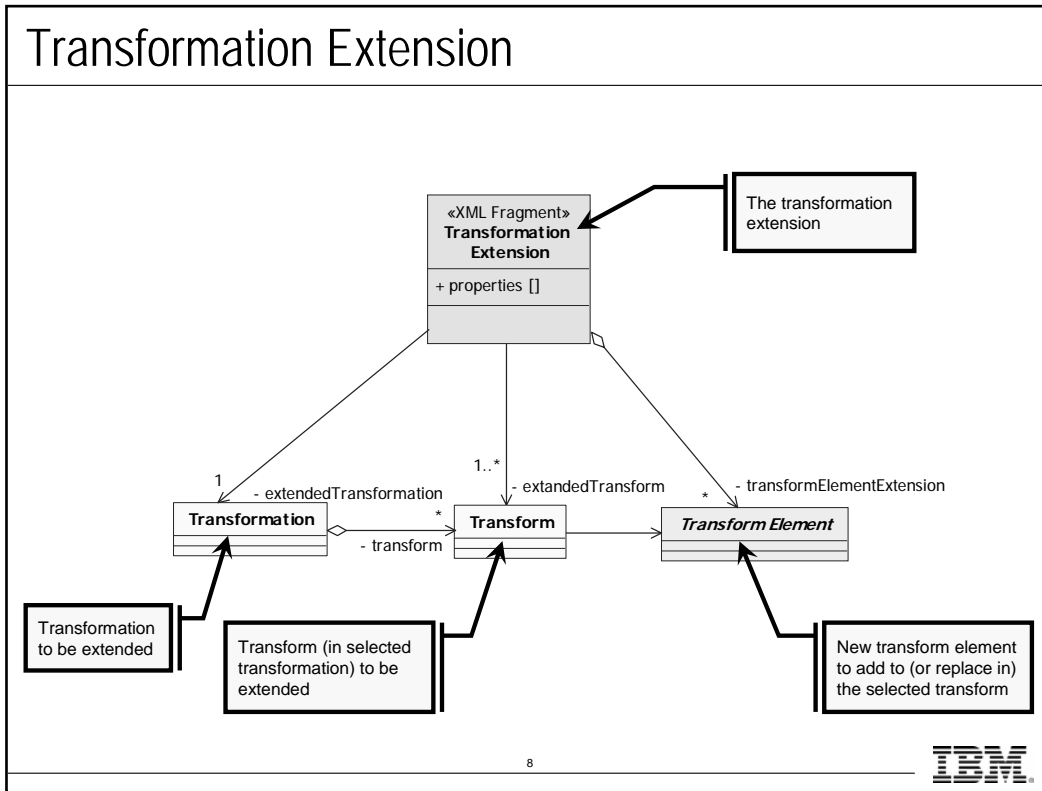 Transformation Extension
«XML Fragment»
Transformation
Extension
+ properties []
The transformation
extension
1
- extendedTransformation
1..*
- extandedTransform
*
- transformElementExtension
Transformation
*
- transform
Transform
Transform Element
Transformation
to be extended
Transform (in selected
transformation) to be
extended
New transform element
to add to (or replace in)
the selected transform
8
IBM®